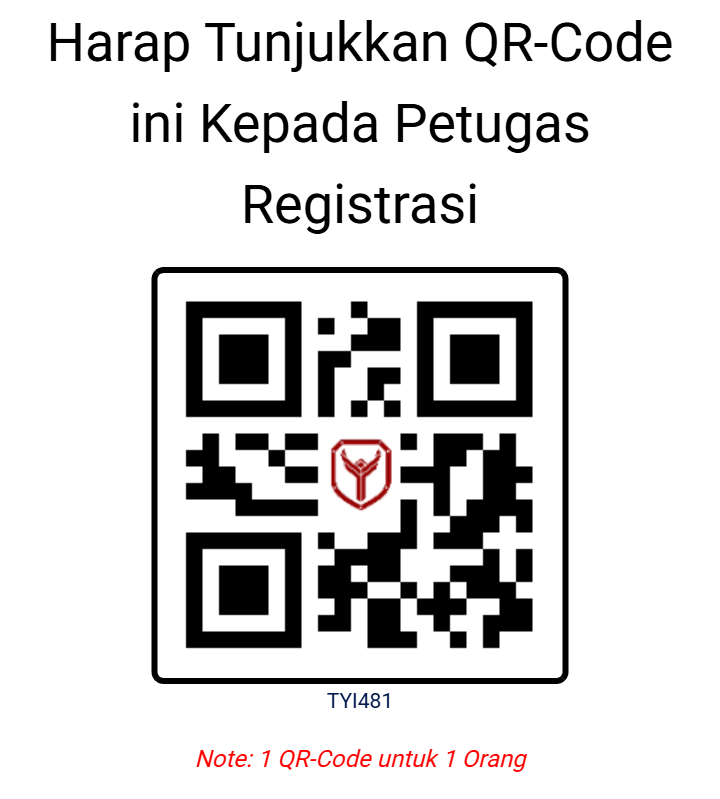 Harap Tunjukkan QR-Code
ini Kepada Petugas
Registrasi
TYI481
Note: 1 QR-Code untuk 1 Orang